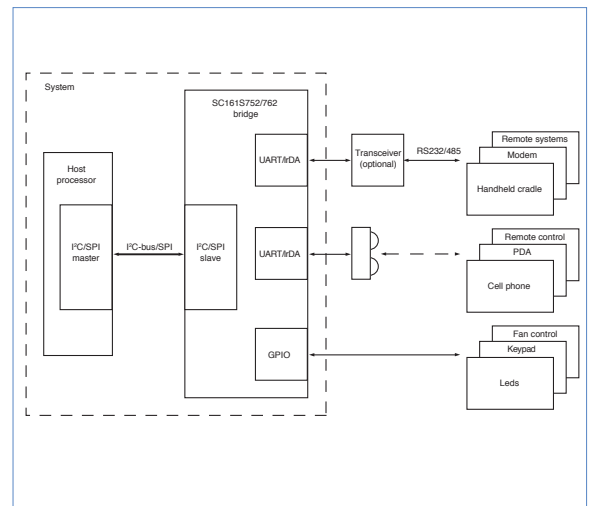 System
SC161S752/762
bridge
Host
processor
I²C/SPI
master
I²C-bus/SPI
I²C/SPI
slave
UART/IrDA
Transceiver
(optional)
RS232/485
Remote systems
Modem
Handheld cradle
UART/IrDA
Remote control
PDA
Cell phone
GPIO
Fan control
Keypad
Leds